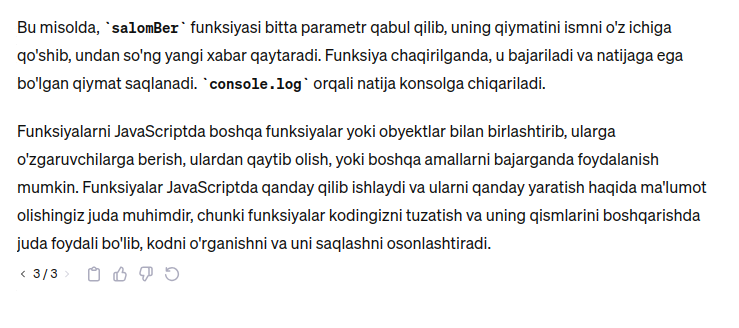 Bu misolda, `salomBer` funksiyasi bitta parametr qabul qilib, uning qiymatini ismni o'z ichiga
qo'shib, undan so'ng yangi xabar qaytaradi. Funksiya chaqirilganda, u bajariladi va natijaga ega
bo'lgan qiymat saqlanadi. `console.log` orqali natija konsolga chiqariladi.
Funksiyalarni JavaScriptda boshqa funksiyalar yoki obyektlar bilan birlashtirib, ularga
o'zgaruvchilarga berish, ulardan qaytib olish, yoki boshqa amallarni bajarganda foydalanish
mumkin. Funksiyalar JavaScriptda qanday qilib ishlaydi va ularni qanday yaratish haqida ma'lumot
olishingiz juda muhimdir, chunki funksiyalar kodingizni tuzatish va uning qismlarini boshqarishda
juda foydali bo'lib, kodni o'rganishni va uni saqlashni osonlashtiradi.
< 3 / 3 >